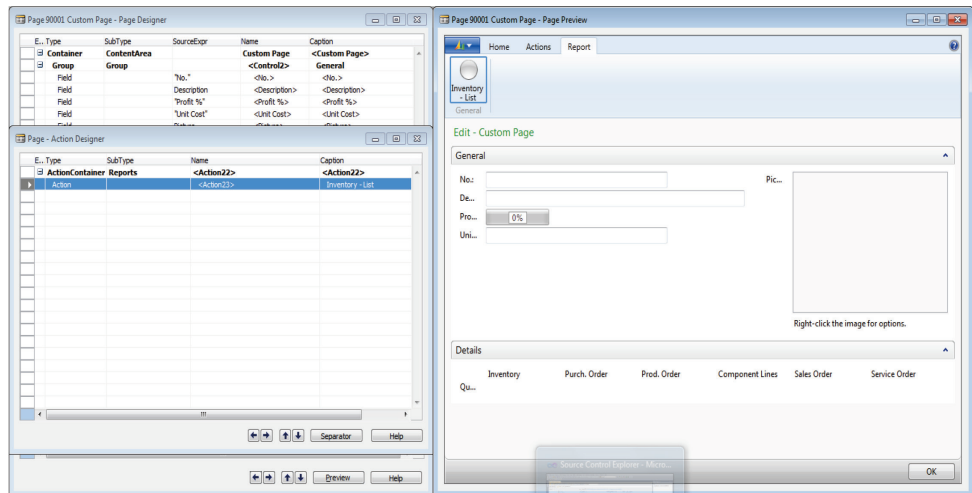 Page 90001 Custom Page - Page Designer
E.. Type SubType SourceExpr Name Caption
Container ContentArea Custom Page <Custom Page>
Group Group <Control2> General
Field "No." <No.> <No.>
Field Description <Description> <Description>
Field "Profit %" <Profit %> <Profit %>
Field "Unit Cost" <Unit Cost> <Unit Cost>
Field Picture <Picture> <Picture>
Page - Action Designer
E.. Type SubType Name Caption
ActionContainer Reports <Action22> <Action22>
Action <Action23> Inventory - List
Separator Help
Preview Help
Page 90001 Custom Page - Page Preview
Home Actions Report
Inventory
- List
General
Edit - Custom Page
General
No.: Pic...
De...
Pro... 0%
Uni...
Right-click the image for options.
Details
Inventory Purch. Order Prod. Order Component Lines Sales Order Service Order
Qu...
Source Control Explorer - Micro...
OK